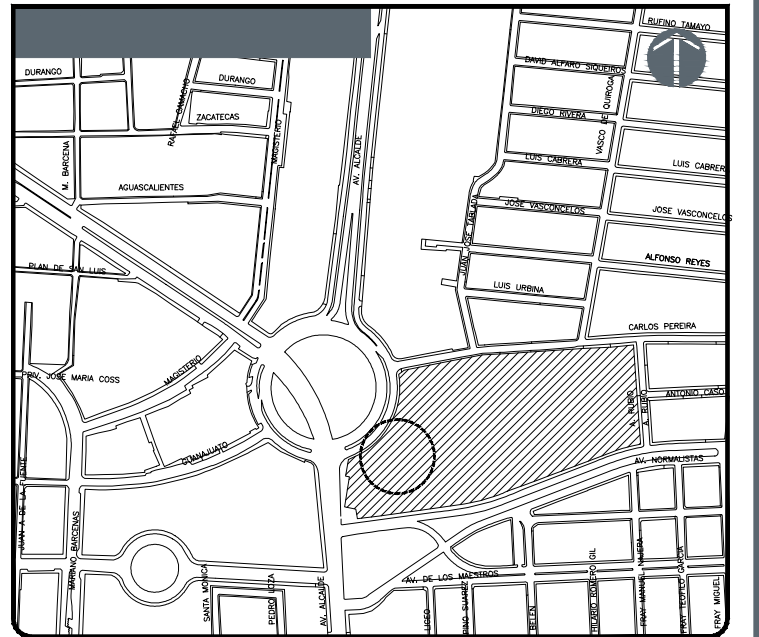 RUFINO TAMAYO
DURANGO
DURANGO
DAVID ALFARO SIQUEIROS
RAFAEL CAMACHO
ZACATECAS
MAGISTERIO
AV. ALCALDE
DIEGO RIVERA
VASCO DE QUIROGA
M. BARCENA
AGUASCALIENTES
LUIS CABRERA
LUIS CABRERA
JUAN JOSE TABLADA
JOSE VASCONCELOS
JOSE VASCONCELOS
PLAN DE SAN LUIS
ALFONSO REYES
LUIS URBINA
CARLOS PEREIRA
PRIV. JOSE MARIA COSS
MAGISTERIO
A. RUBIO
A. RUBIO
ANTONIO CASO
GUANAJUATO
AV. NORMALISTAS
JUAN A DE LA FUENTE
MARIANO BARCENAS
SANTA MONICA
PEDRO LOZA
AV. ALCALDE
AV. DE LOS MAESTROS
LICEO
PINO SUAREZ
BELEN
HILARIO ROMERO GIL
FRAY MANUEL NAJERA
FRAY TEOFILO GARCIA
FRAY MIGUEL